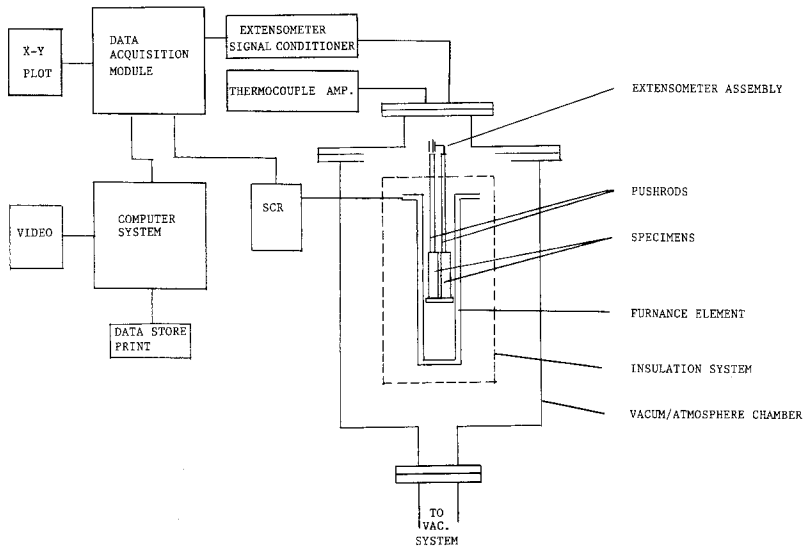 X-Y
PLOT
DATA
ACQUISITION
MODULE
EXTENSOMETER
SIGNAL CONDITIONER
THERMOCOUPLE AMP.
EXTENSOMETER ASSEMBLY
VIDEO
COMPUTER
SYSTEM
SCR
PUSHRODS
SPECIMENS
DATA STORE
PRINT
FURNANCE ELEMENT
INSULATION SYSTEM
VACUM/ATMOSPHERE CHAMBER
TO
VAC.
SYSTEM